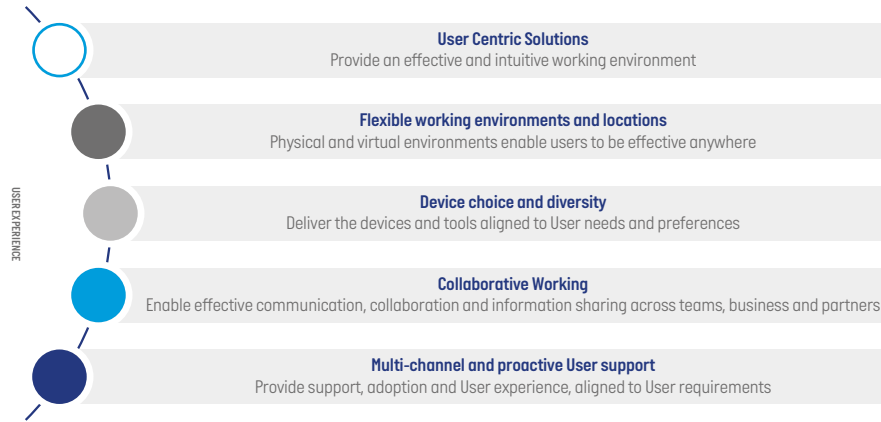 User Centric Solutions
Provide an effective and intuitive working environment
Flexible working environments and locations
Physical and virtual environments enable users to be effective anywhere
USER EXPERIENCE
Device choice and diversity
Deliver the devices and tools aligned to User needs and preferences
Collaborative Working
Enable effective communication, collaboration and information sharing across teams, business and partners
Multi-channel and proactive User support
Provide support, adoption and User experience, aligned to User requirements